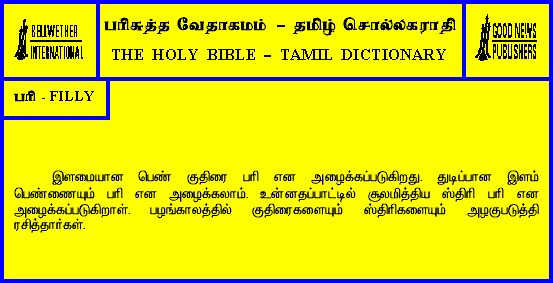 BELLWETHER
INTERNATIONAL
பரிசுத்த வேதாகமம் – தமிழ் சொல்லகராதி
THE HOLY BIBLE – TAMIL DICTIONARY
GOOD NEWS
PUBLISHERS
பரி - FILLY
இளமையான பெண் குதிரை பரி என அழைக்கப்படுகிறது. துடிப்பான இளம்
பெண்ணையும் பரி என அழைக்கலாம். உன்னதப்பாட்டில் சூலமித்திய ஸ்திரி பரி என
அழைக்கப்படுகிறாள். பழங்காலத்தில் குதிரைகளையும் ஸ்திரிகளையும் அழகுபடுத்தி
ரசித்தார்கள்.